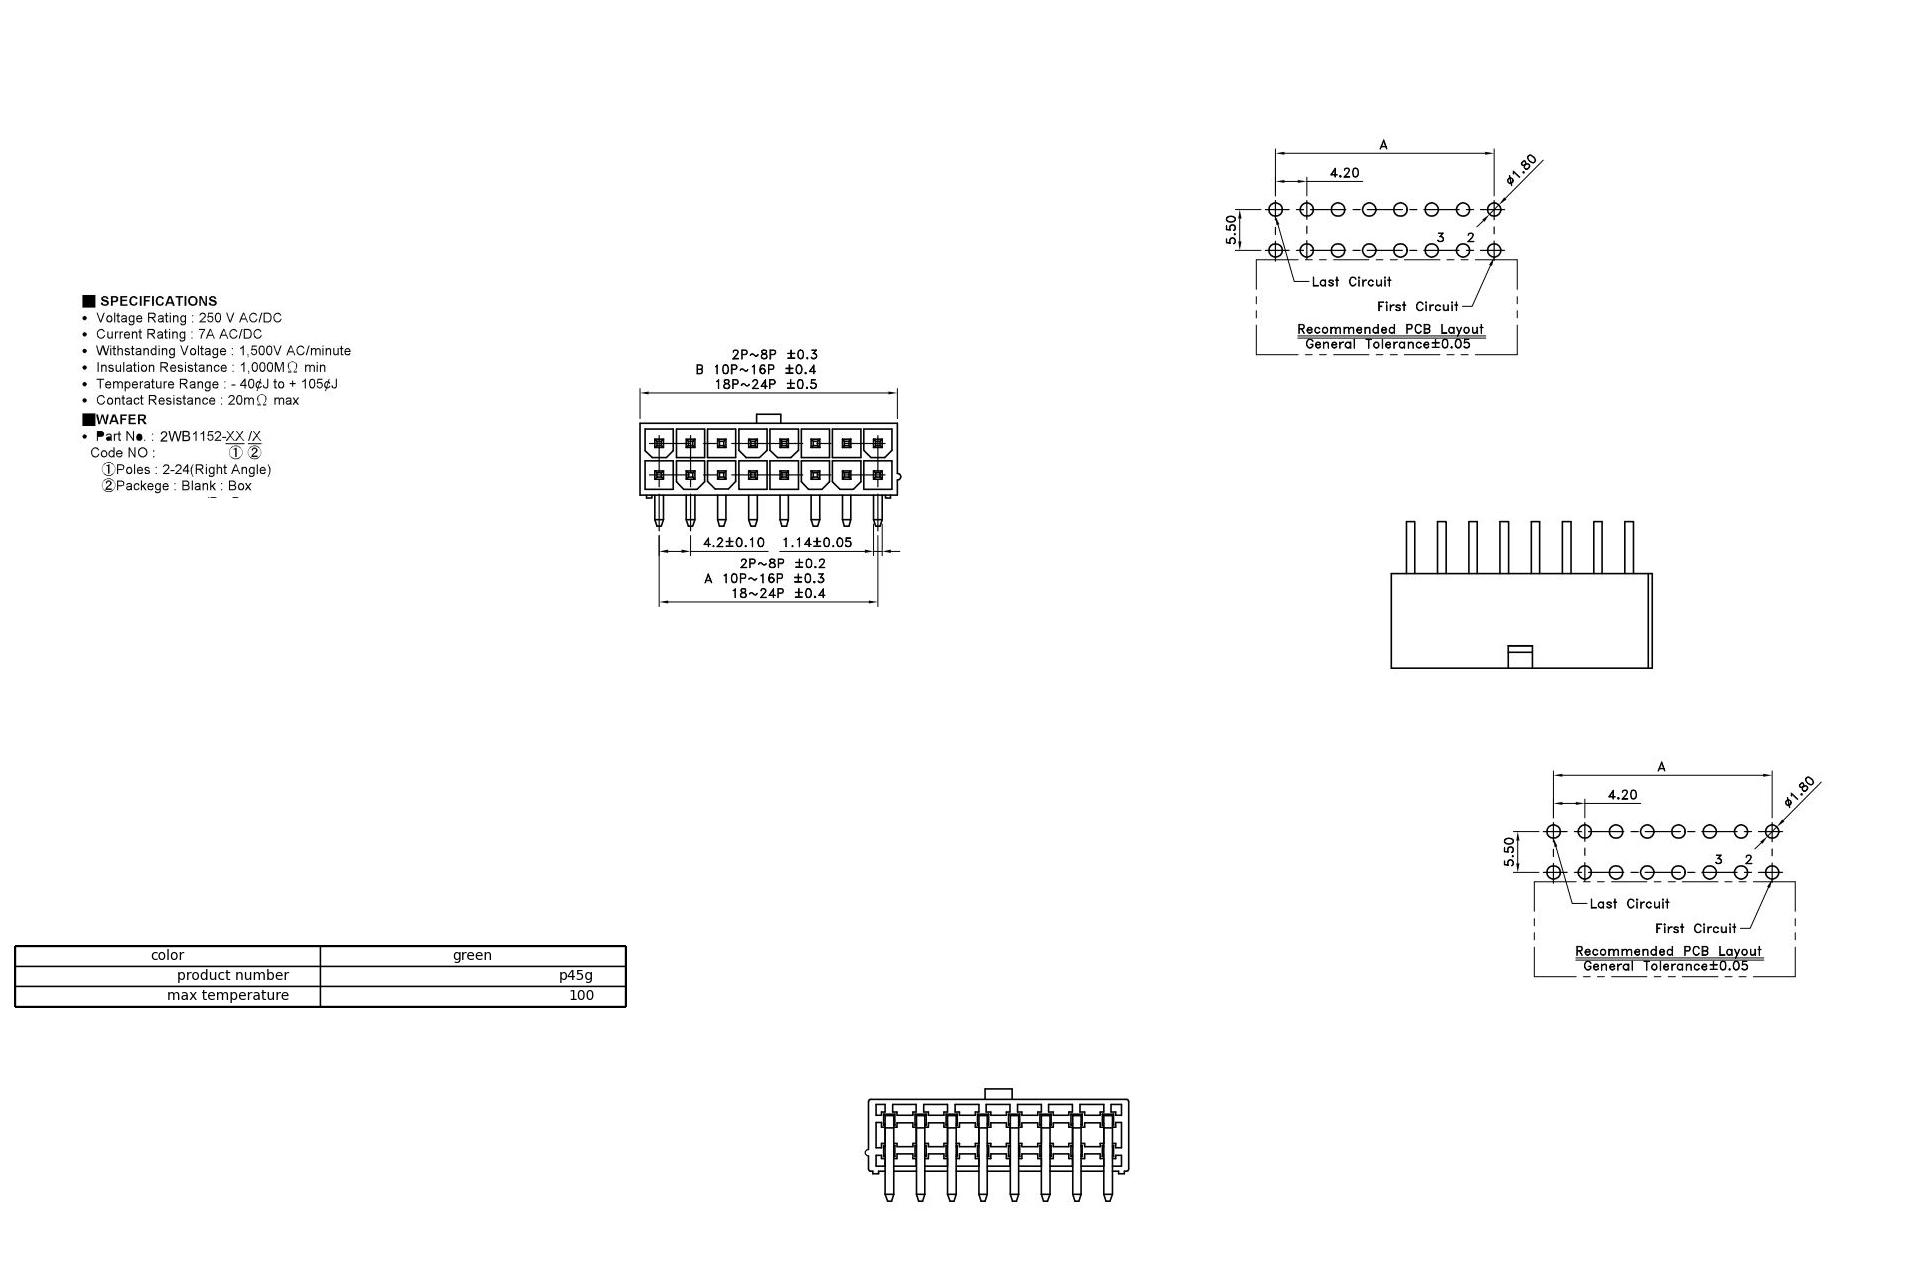 A
4.20
ø1.80
5.50
3 2
Last Circuit
First Circuit
Recommended PCB Layout
General Tolerance±0.05
■ SPECIFICATIONS
• Voltage Rating : 250 V AC/DC
• Current Rating : 7A AC/DC
• Withstanding Voltage : 1,500V AC/minute
• Insulation Resistance : 1,000MΩ min
• Temperature Range : - 40¢J to + 105¢J
• Contact Resistance : 20mΩ max
■WAFER
• Part No. : 2WB1152-XX /X
Code NO : ① ②
①Poles : 2-24(Right Angle)
②Packege : Blank : Box
2P~8P ±0.3
B 10P~16P ±0.4
18P~24P ±0.5
4.2±0.10 1.14±0.05
2P~8P ±0.2
A 10P~16P ±0.3
18~24P ±0.4
A
4.20
ø1.80
5.50
3 2
Last Circuit
First Circuit
Recommended PCB Layout
General Tolerance±0.05
color green
product number p45g
max temperature 100